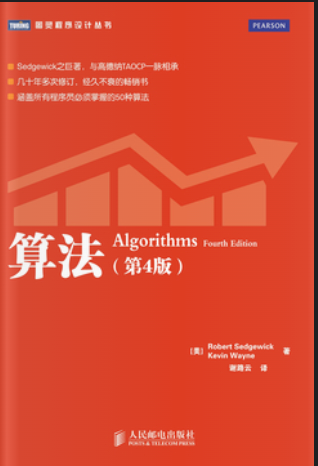 TURING 图灵程序设计丛书 PEARSON
Sedgewick之巨著，与高德纳TAOCP一脉相承
几十年多次修订，经久不衰的畅销书
涵盖所有程序员必须掌握的50种算法
算法 Algorithms Fourth Edition
（第4版）
[美] Robert Sedgewick
Kevin Wayne 著
谢路云 译
人民邮电出版社
POSTS & TELECOM PRESS